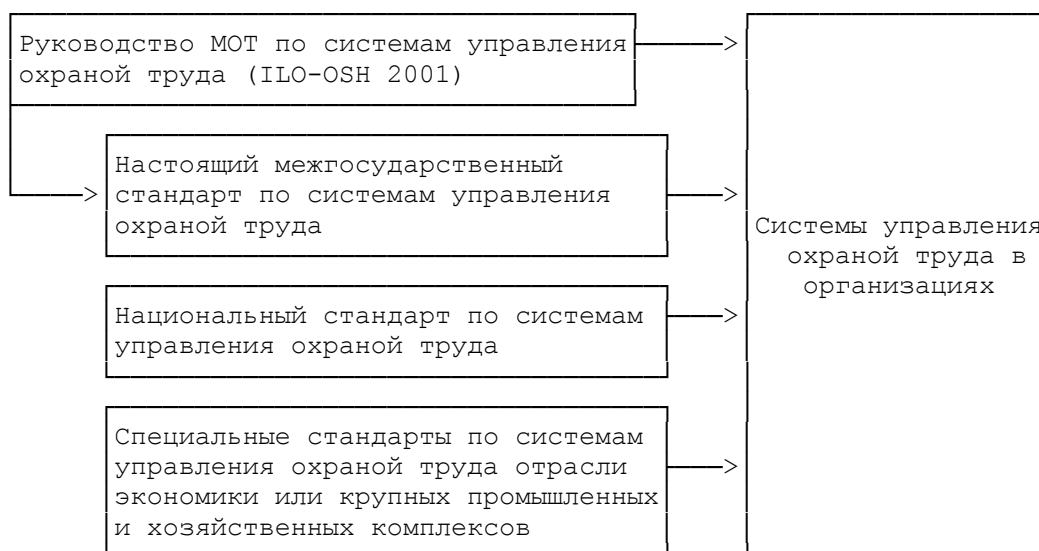 Руководство МОТ по системам управления
охраной труда (ILO-OSH 2001)
Настоящий межгосударственный
стандарт по системам управления
охраной труда
Системы управления
охраной труда в
организациях
Национальный стандарт по системам
управления охраной труда
Специальные стандарты по системам
управления охраной труда отрасли
экономики или крупных промышленных
и хозяйственных комплексов